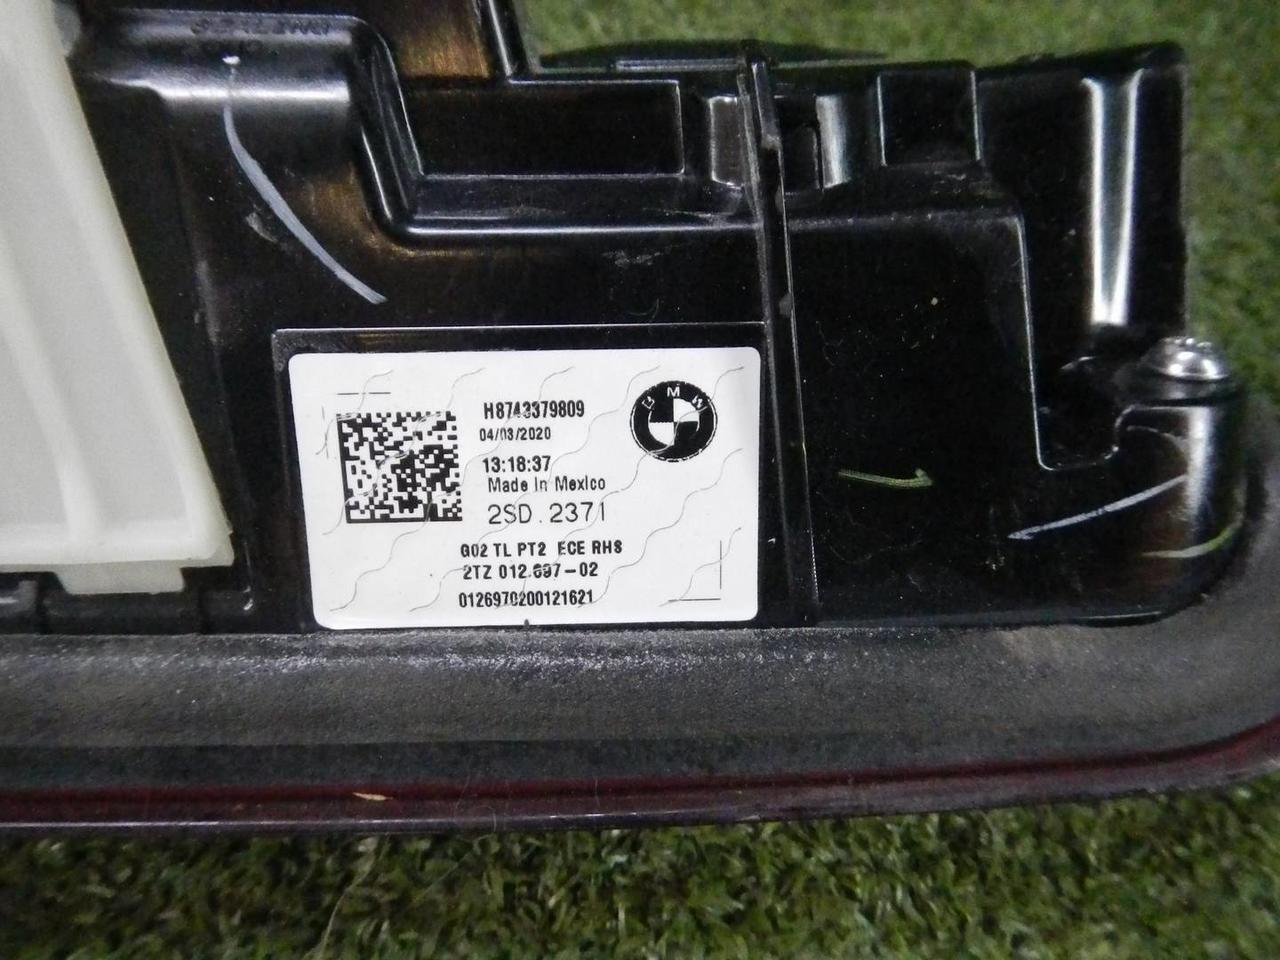 BMW
H8743379809
04/03/2020
13:18:37
Made In Mexico
2SD.2371
G02 TL PT2 ECE RHS
2TZ 012.697-02
0126970200121621